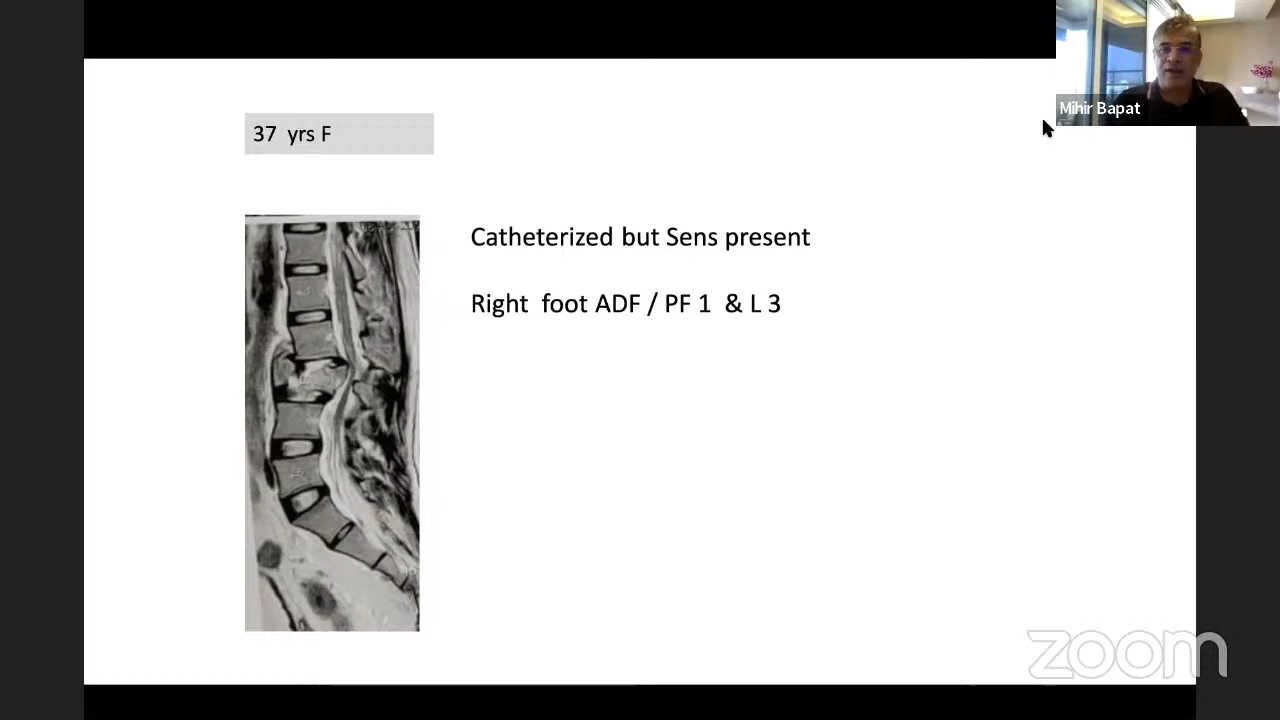 Mihir Bapat
37 yrs F
Catheterized but Sens present
Right foot ADF / PF 1 & L 3
zoom